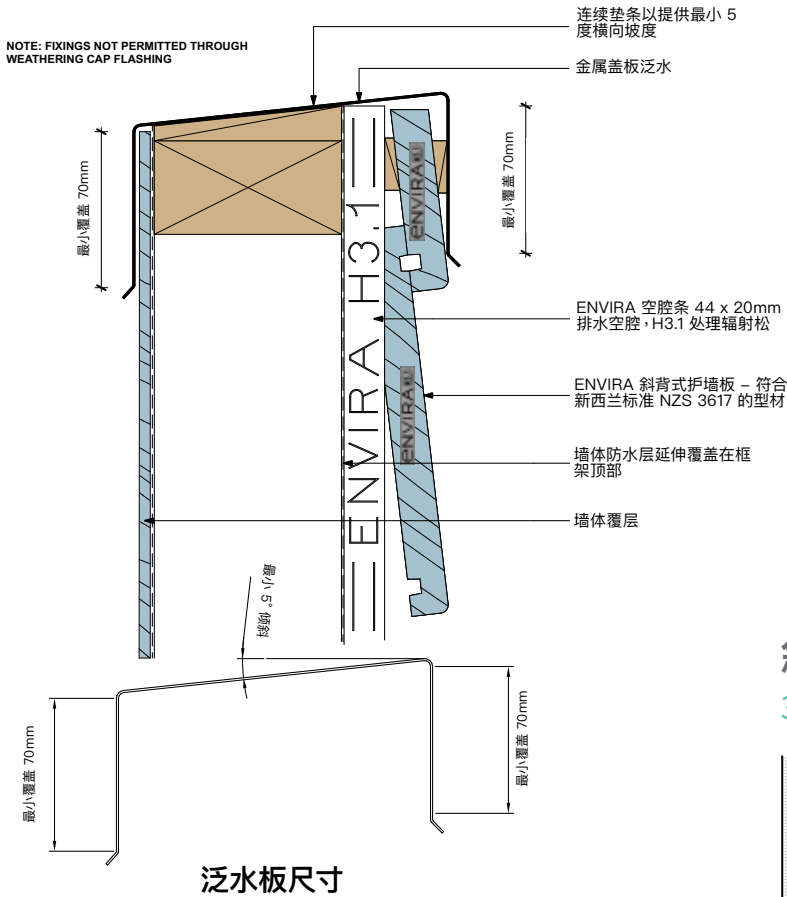 NOTE: FIXINGS NOT PERMITTED THROUGH
WEATHERING CAP FLASHING
连续垫条以提供最小 5
度横向坡度
金属盖板泛水
最小覆盖 70mm
最小覆盖 70mm
ENVIRA
ENVIRA H3.1
ENVIRA 空腔条 44 x 20mm
排水空腔，H3.1 处理辐射松
ENVIRA
ENVIRA 斜背式护墙板 – 符合
新西兰标准 NZS 3617 的型材
墙体防水层延伸覆盖在框
架顶部
墙体覆层
最小 5° 倾斜
最小覆盖 70mm
最小覆盖 70mm
泛水板尺寸